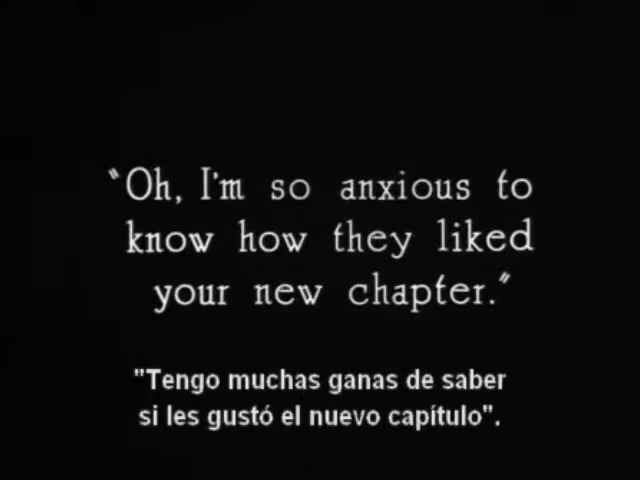 "Oh, I'm so anxious to
know how they liked
your new chapter."
"Tengo muchas ganas de saber
si les gustó el nuevo capítulo".